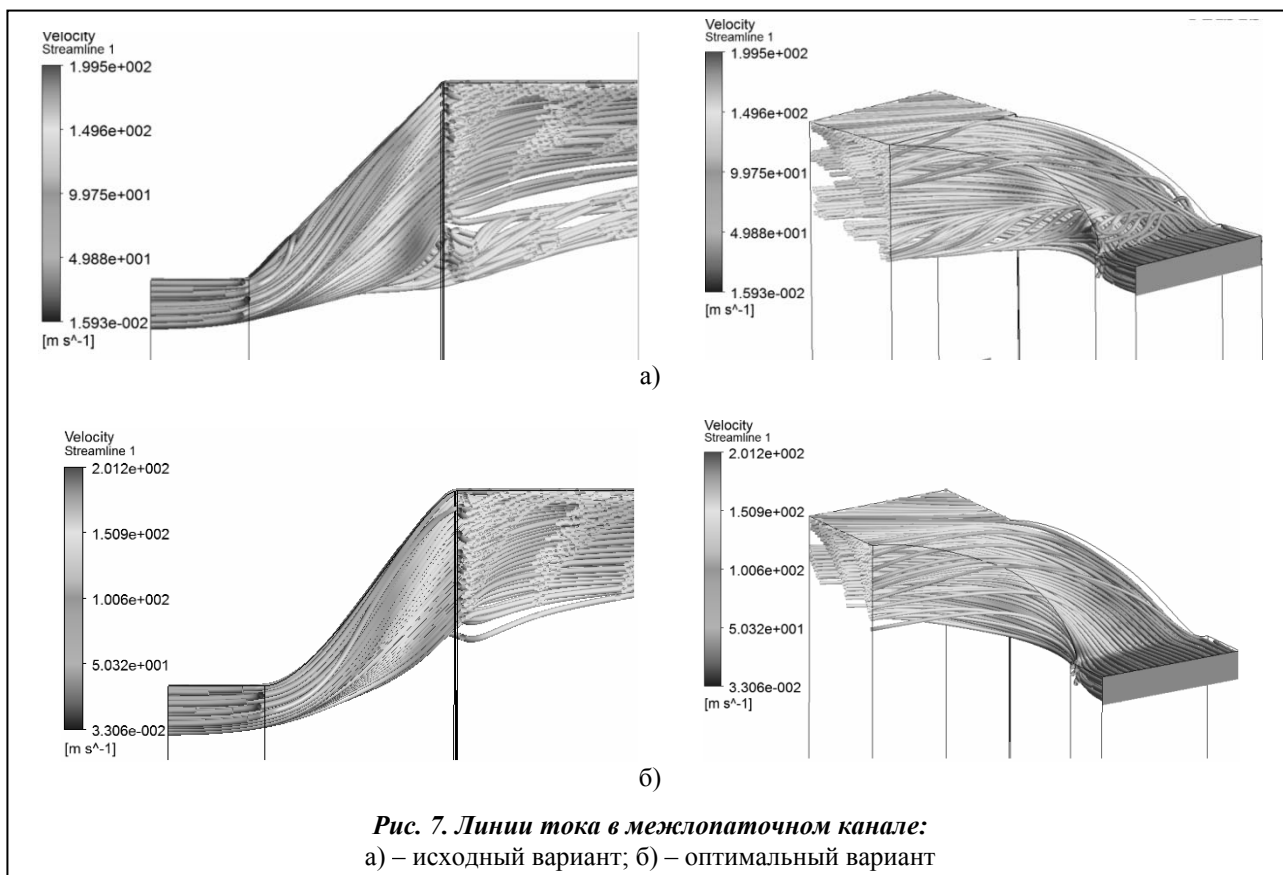 Velocity
Streamline 1
1.995e+002
1.496e+002
9.975e+001
4.988e+001
1.593e-002
[m s^-1]
Velocity
Streamline 1
1.995e+002
1.496e+002
9.975e+001
4.988e+001
1.593e-002
[m s^-1]
а)
Velocity
Streamline 1
2.012e+002
1.509e+002
1.006e+002
5.032e+001
3.306e-002
[m s^-1]
Velocity
Streamline 1
2.012e+002
1.509e+002
1.006e+002
5.032e+001
3.306e-002
[m s^-1]
б)
Рис. 7. Линии тока в межлопаточном канале:
а) – исходный вариант; б) – оптимальный вариант